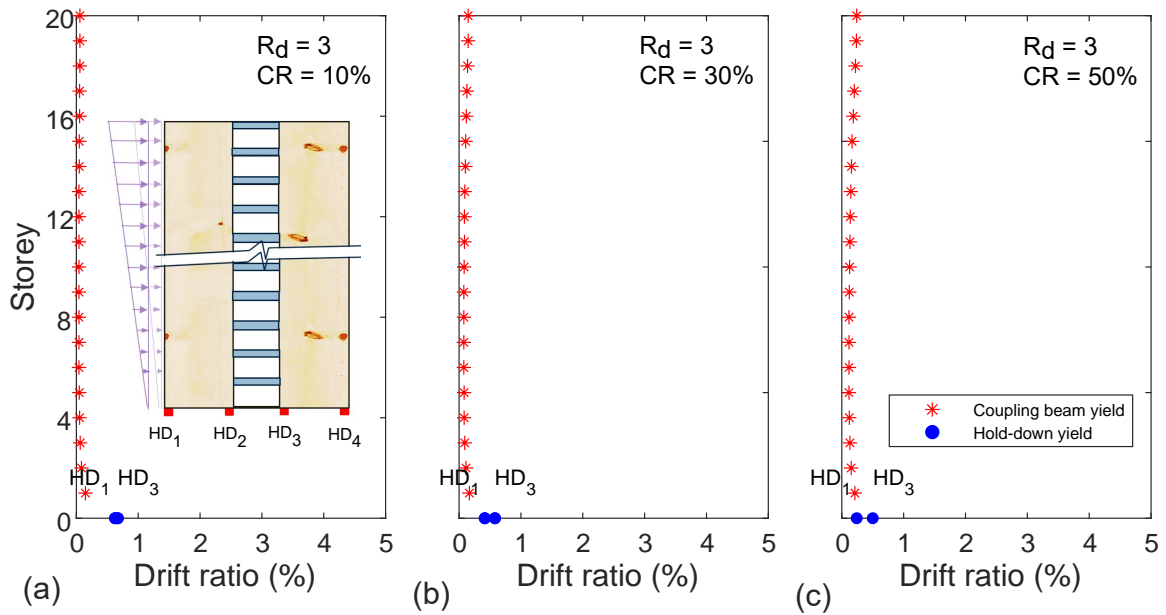 R_d = 3
CR = 10%
R_d = 3
CR = 30%
R_d = 3
CR = 50%
20
16
12
8
4
0
Storey
HD_1 HD_2 HD_3 HD_4
HD_1 HD_3
HD_1 HD_3
HD_1 HD_3
Coupling beam yield
Hold-down yield
0 1 2 3 4 5
0 1 2 3 4 5
0 1 2 3 4 5
Drift ratio (%)
Drift ratio (%)
Drift ratio (%)
(a)
(b)
(c)